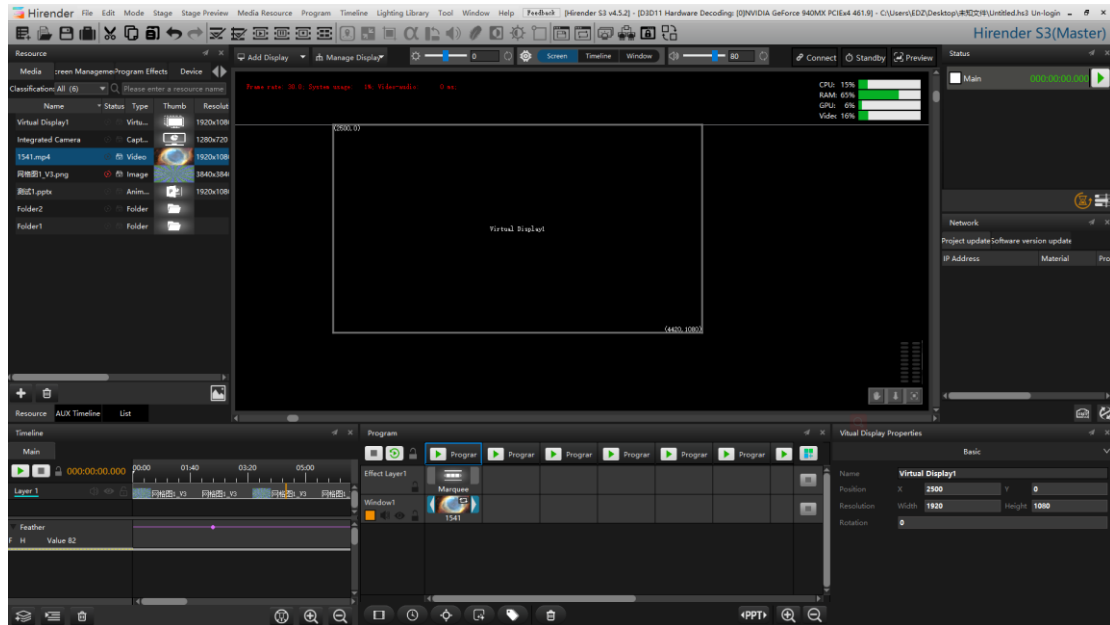 Hirender File Edit Mode Stage Stage Preview Media Resource Program Timeline Lighting Library Tool Window Help Feedback [Hirender S3 v4.5.2] - [D3D11 Hardware Decoding: [0]NVIDIA GeForce 940MX PCIEx4 461.9] - C:\Users\EDZ\Desktop\未知文件\Untitled.hs3 Un-login
Hirender S3(Master)
Resource
Media creen Manageme Program Effects Device
Classification: All (6) Please enter a resource name
Name Status Type Thumb Resolut
Virtual Display1 Virtu... 1920x108
Integrated Camera Capt... 1280x720
1541.mp4 Video 1920x108
网格图1_V3.png Image 3840x384
测试1.pptx Anim... 1920x108
Folder2 Folder
Folder1 Folder
Resource AUX Timeline List
Add Display Manage Display 0 Screen Timeline Window 80 Connect Standby Preview
CPU: 15%
RAM: 65%
GPU: 6%
Videc 16%
(2500,0)
Virtual Display1
(4420,1080)
Status
Main 000:00:00.000
Network
Project update Software version update
IP Address Material Pro
Timeline
Main
000:00:00.000 00:00 01:40 03:20 05:00
Layer 1 网格图1_V3 网格图1_V3 网格图1_V3 网格图1
Feather
F H Value 82
Program
Prograr Prograr Prograr Prograr Prograr Prograr
Effect Layer1 Marquee
Window1
1541
PPT
Vitual Display Properties
Basic
Name Virtual Display1
Position X 2500 Y 0
Resolution Width 1920 Height 1080
Rotation 0